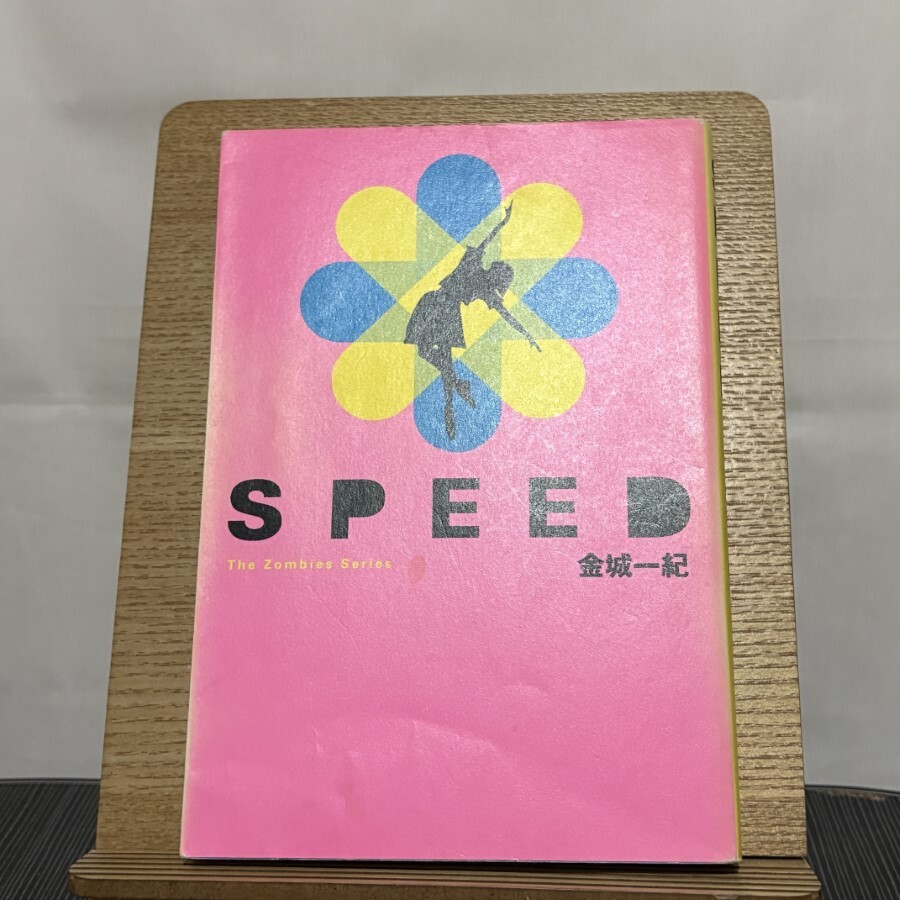 SPEED
The Zombies Series
金城一紀